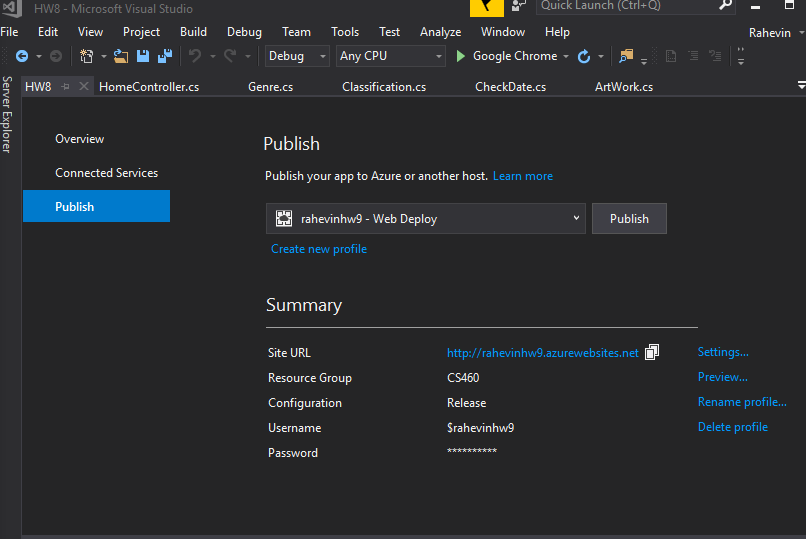 HW8 - Microsoft Visual Studio
Quick Launch (Ctrl+Q)
File Edit View Project Build Debug Team Tools Test Analyze Window Help Rahevin
Debug Any CPU Google Chrome
HW8 HomeController.cs Genre.cs Classification.cs CheckDate.cs ArtWork.cs
Server Explorer
Overview
Connected Services
Publish
Publish
Publish your app to Azure or another host. Learn more
rahevinhw9 - Web Deploy Publish
Create new profile
Summary
Site URL http://rahevinhw9.azurewebsites.net Settings...
Resource Group CS460 Preview...
Configuration Release Rename profile...
Username $rahevinhw9 Delete profile
Password **********